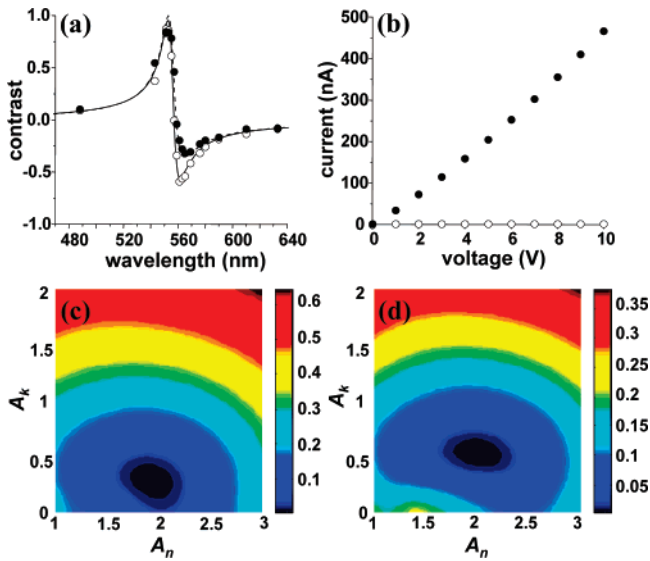 (a)
1.0
0.5
0.0
-0.5
-1.0
contrast
480 520 560 600 640
wavelength (nm)
(b)
500
400
300
200
100
0
current (nA)
0 2 4 6 8 10
voltage (V)
(c)
2
1.5
1
0.5
0
A_k
1 1.5 2 2.5 3
A_n
0.6
0.5
0.4
0.3
0.2
0.1
(d)
2
1.5
1
0.5
0
A_k
1 1.5 2 2.5 3
A_n
0.35
0.3
0.25
0.2
0.15
0.1
0.05